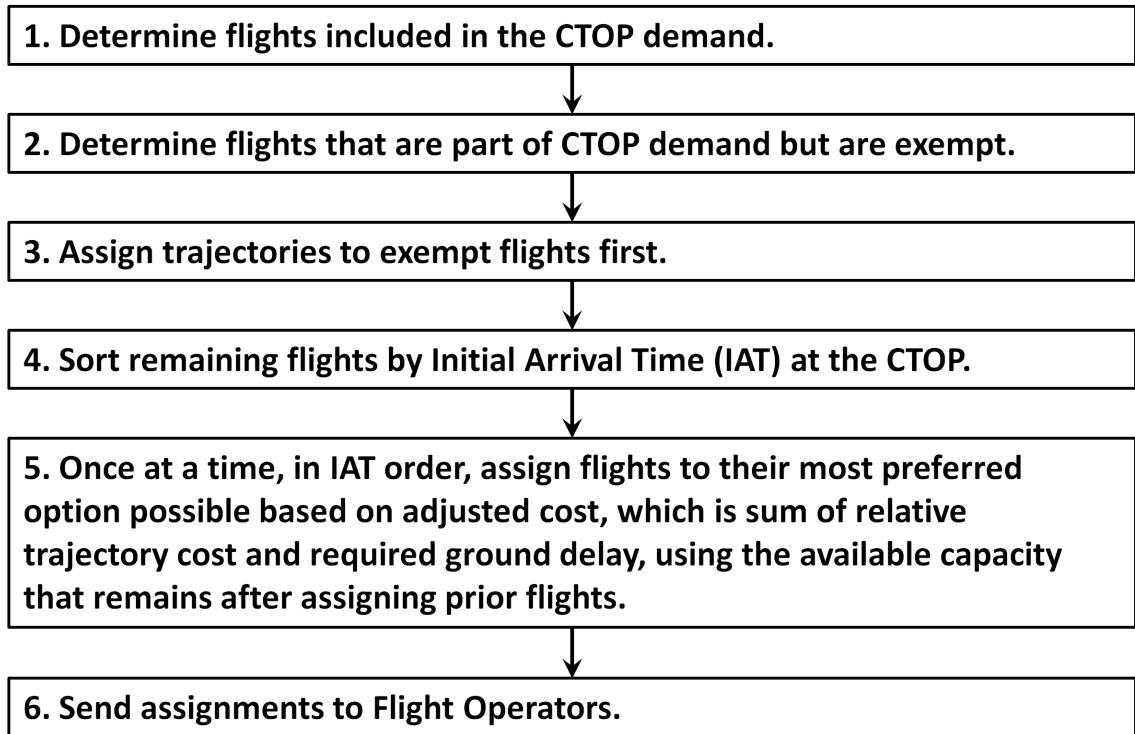 1. Determine flights included in the CTOP demand.
2. Determine flights that are part of CTOP demand but are exempt.
3. Assign trajectories to exempt flights first.
4. Sort remaining flights by Initial Arrival Time (IAT) at the CTOP.
5. Once at a time, in IAT order, assign flights to their most preferred
option possible based on adjusted cost, which is sum of relative
trajectory cost and required ground delay, using the available capacity
that remains after assigning prior flights.
6. Send assignments to Flight Operators.